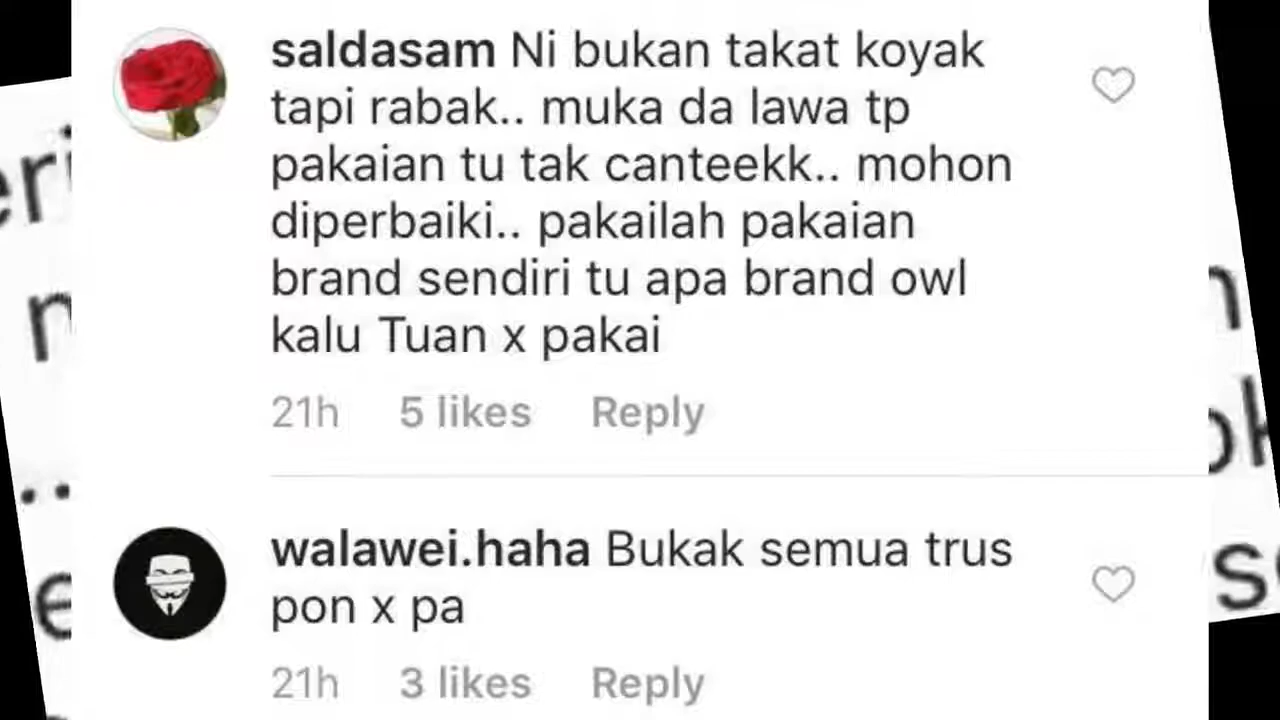 saldasam Ni bukan takat koyak
tapi rabak.. muka da lawa tp
pakaian tu tak canteekk.. mohon
diperbaiki.. pakailah pakaian
brand sendiri tu apa brand owl
kalu Tuan x pakai
21h 5 likes Reply
walawei.haha Bukak semua trus
pon x pa
21h 3 likes Reply